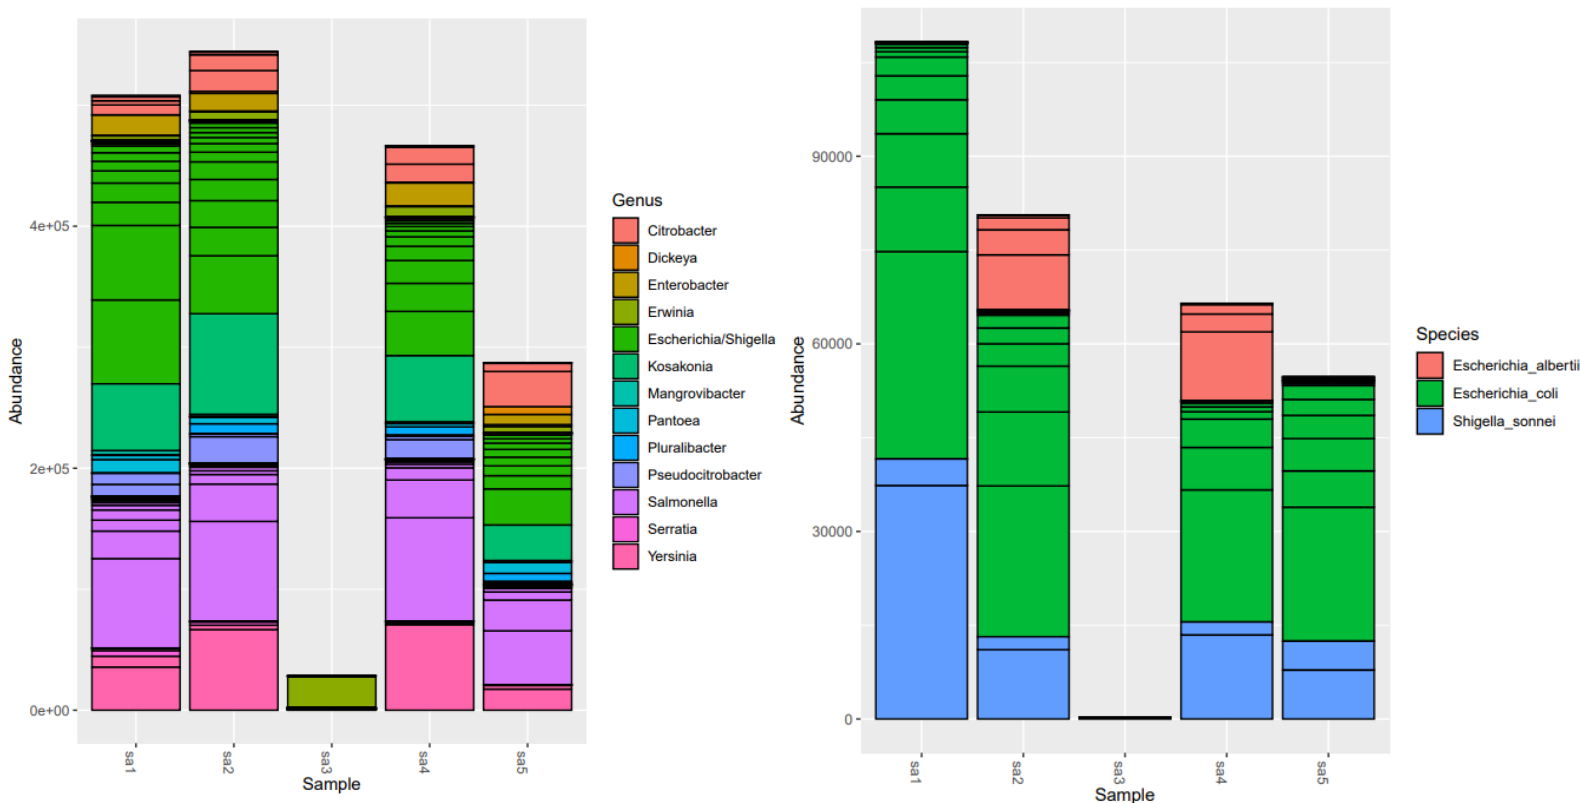 Abundance
4e+05
2e+05
0e+00
sa1
sa2
sa3
sa4
sa5
Sample
Genus
Citrobacter
Dickeya
Enterobacter
Erwinia
Escherichia/Shigella
Kosakonia
Mangrovibacter
Pantoea
Pluralibacter
Pseudocitrobacter
Salmonella
Serratia
Yersinia
Abundance
90000
60000
30000
0
sa1
sa2
sa3
sa4
sa5
Sample
Species
Escherichia_albertii
Escherichia_coli
Shigella_sonnei